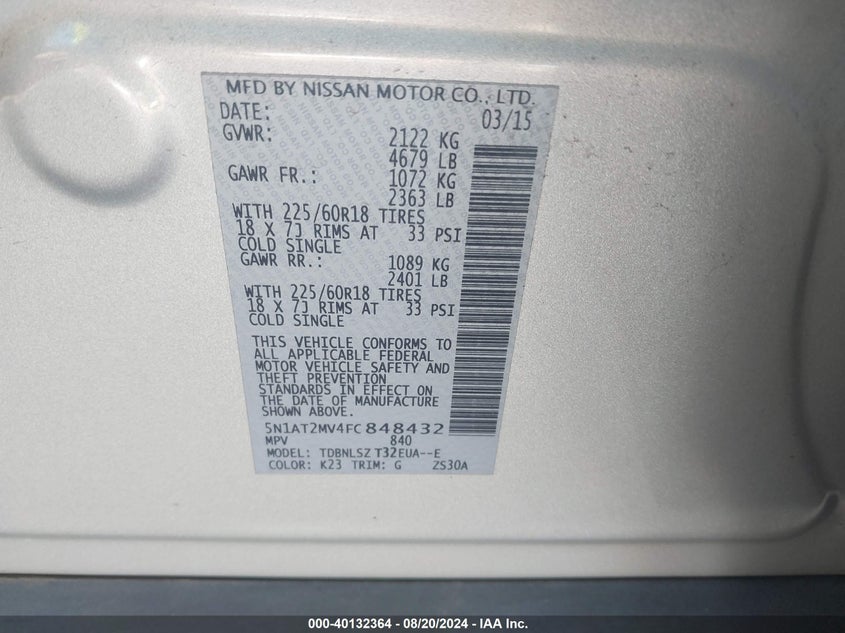 MFD BY NISSAN MOTOR CO., LTD.
DATE: 03/15
GVWR: 2122 KG
4679 LB
GAWR FR.: 1072 KG
2363 LB
WITH 225/60R18 TIRES
18 X 7J RIMS AT 33 PSI
COLD SINGLE
GAWR RR.: 1089 KG
2401 LB
WITH 225/60R18 TIRES
18 X 7J RIMS AT 33 PSI
COLD SINGLE
THIS VEHICLE CONFORMS TO
ALL APPLICABLE FEDERAL
MOTOR VEHICLE SAFETY AND
THEFT PREVENTION
STANDARDS IN EFFECT ON
THE DATE OF MANUFACTURE
SHOWN ABOVE.
5N1AT2MV4FC848432
MPV 840
MODEL: TDBNLSZ T32EUA--E
COLOR: K23 TRIM: G ZS30A
000-40132364 - 08/20/2024 - IAA Inc.